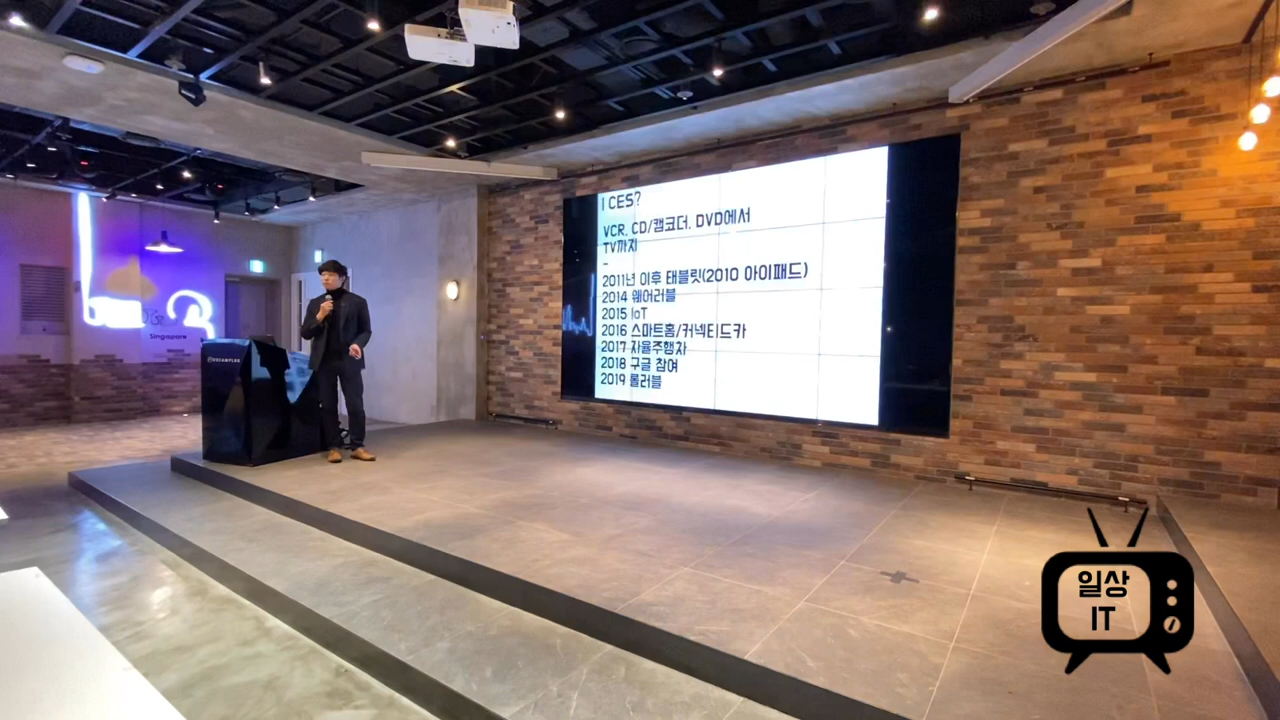 | CES?
VCR, CD/캠코더, DVD에서
TV까지
-
2011년 이후 태블릿(2010 아이패드)
2014 웨어러블
2015 IoT
2016 스마트홈/커넥티드카
2017 자율주행차
2018 구글 참여
2019 롤러블
Singapore
일상
IT